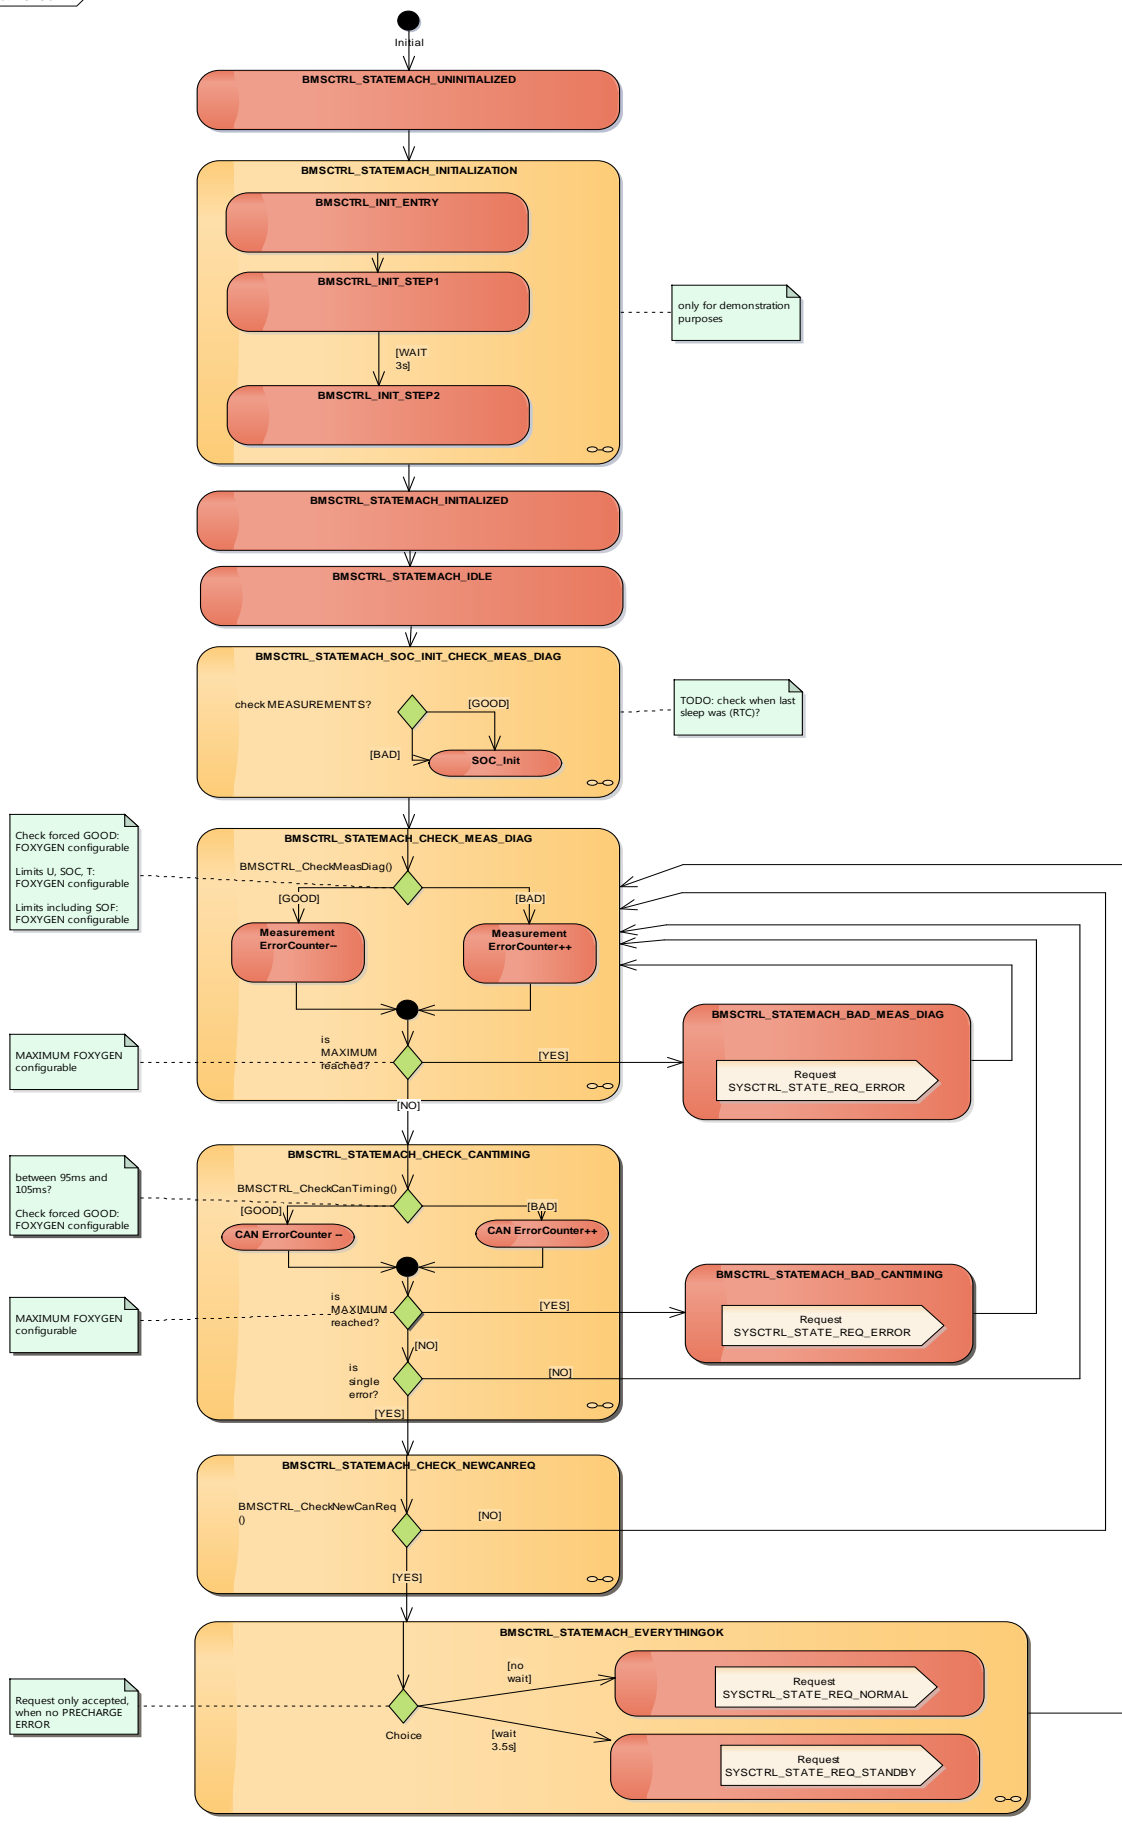 Initial
BMSCTRL_STATEMACH_UNINITIALIZED
BMSCTRL_STATEMACH_INITIALIZATION
BMSCTRL_INIT_ENTRY
BMSCTRL_INIT_STEP1
only for demonstration
purposes
[WAIT
3s]
BMSCTRL_INIT_STEP2
BMSCTRL_STATEMACH_INITIALIZED
BMSCTRL_STATEMACH_IDLE
BMSCTRL_STATEMACH_SOC_INIT_CHECK_MEAS_DIAG
check MEASUREMENTS?
[GOOD]
[BAD]
SOC_Init
TODO: check when last
sleep was (RTC)?
Check forced GOOD:
FOXYGEN configurable
Limits U, SOC, T:
FOXYGEN configurable
Limits including SOF:
FOXYGEN configurable
BMSCTRL_STATEMACH_CHECK_MEAS_DIAG
BMSCTRL_CheckMeasDiag()
[GOOD]
[BAD]
Measurement
ErrorCounter--
Measurement
ErrorCounter++
MAXIMUM FOXYGEN
configurable
is
MAXIMUM
reached?
[YES]
[NO]
BMSCTRL_STATEMACH_BAD_MEAS_DIAG
Request
SYSCTRL_STATE_REQ_ERROR
BMSCTRL_STATEMACH_CHECK_CANTIMING
between 95ms and
105ms?
Check forced GOOD:
FOXYGEN configurable
BMSCTRL_CheckCanTiming()
[GOOD]
[BAD]
CAN ErrorCounter --
CAN ErrorCounter++
MAXIMUM FOXYGEN
configurable
is
MAXIMUM
reached?
[YES]
[NO]
BMSCTRL_STATEMACH_BAD_CANTIMING
Request
SYSCTRL_STATE_REQ_ERROR
is
single
error?
[NO]
[YES]
BMSCTRL_STATEMACH_CHECK_NEWCANREQ
BMSCTRL_CheckNewCanReq
()
[NO]
[YES]
BMSCTRL_STATEMACH_EVERYTHINGOK
Request only accepted,
when no PRECHARGE
ERROR
Choice
[no
wait]
Request
SYSCTRL_STATE_REQ_NORMAL
[wait
3.5s]
Request
SYSCTRL_STATE_REQ_STANDBY